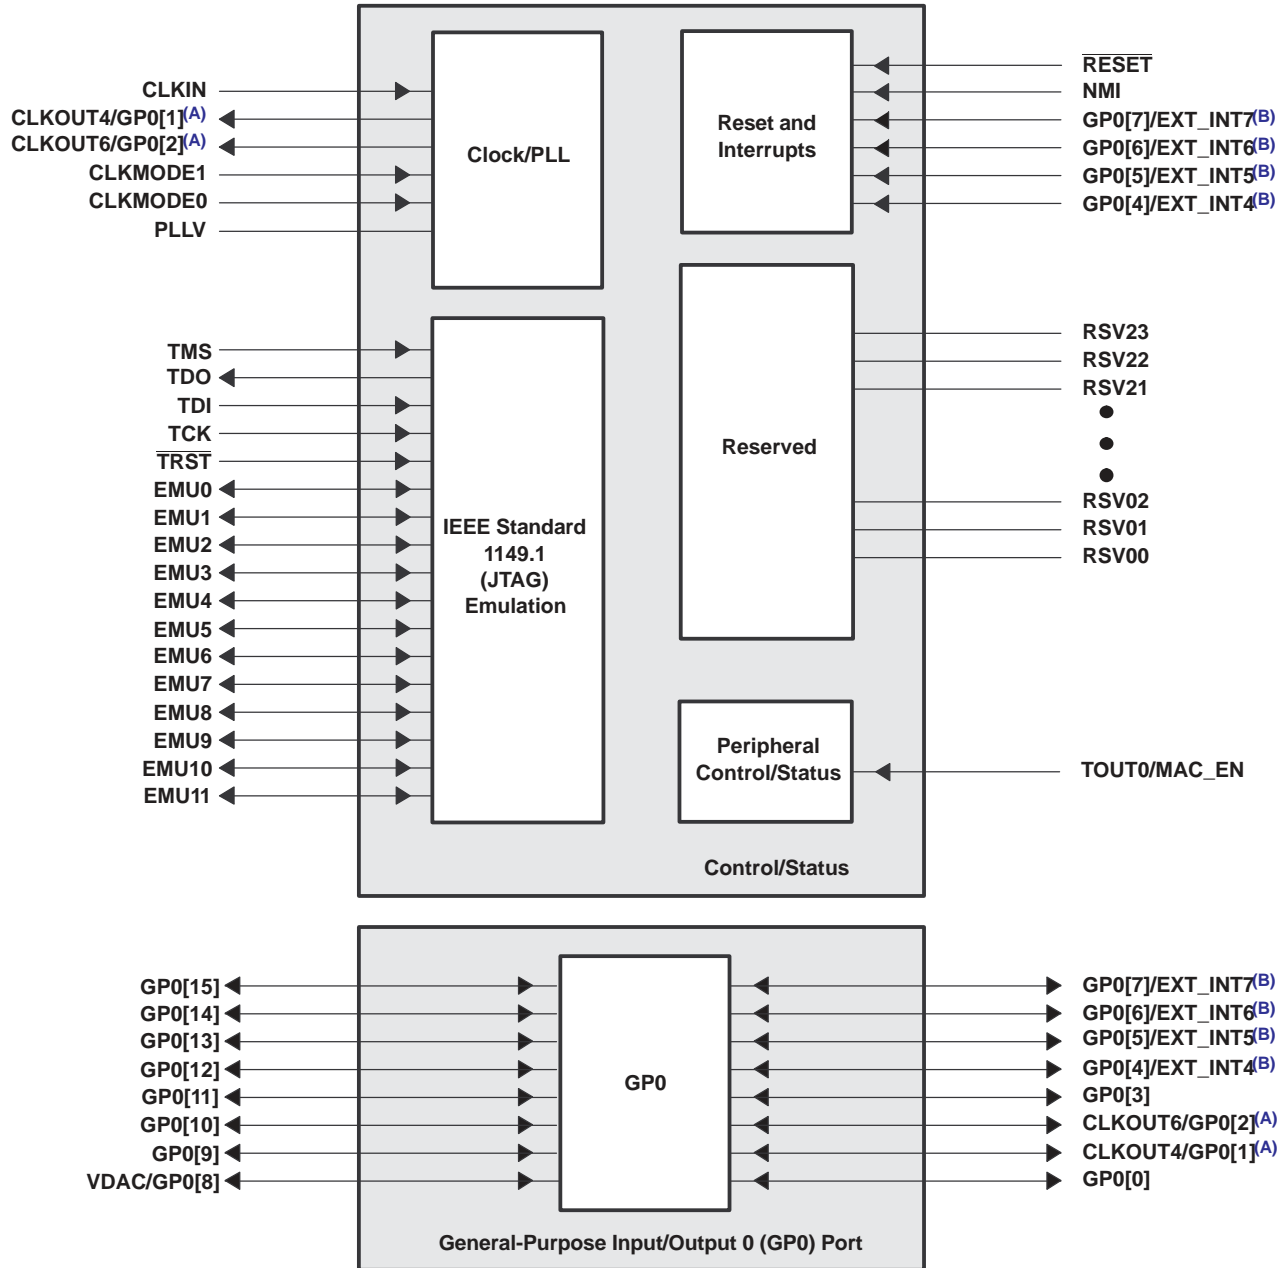 CLKIN
CLKOUT4/GP0[1](A)
CLKOUT6/GP0[2](A)
CLKMODE1
CLKMODE0
PLLV
Clock/PLL
Reset and
Interrupts
RESET
NMI
GP0[7]/EXT_INT7(B)
GP0[6]/EXT_INT6(B)
GP0[5]/EXT_INT5(B)
GP0[4]/EXT_INT4(B)
TMS
TDO
TDI
TCK
TRST
EMU0
EMU1
EMU2
EMU3
EMU4
EMU5
EMU6
EMU7
EMU8
EMU9
EMU10
EMU11
IEEE Standard
1149.1
(JTAG)
Emulation
Reserved
RSV23
RSV22
RSV21
RSV02
RSV01
RSV00
Peripheral
Control/Status
TOUT0/MAC_EN
Control/Status
GP0[15]
GP0[14]
GP0[13]
GP0[12]
GP0[11]
GP0[10]
GP0[9]
VDAC/GP0[8]
GP0
GP0[7]/EXT_INT7(B)
GP0[6]/EXT_INT6(B)
GP0[5]/EXT_INT5(B)
GP0[4]/EXT_INT4(B)
GP0[3]
CLKOUT6/GP0[2](A)
CLKOUT4/GP0[1](A)
GP0[0]
General-Purpose Input/Output 0 (GP0) Port